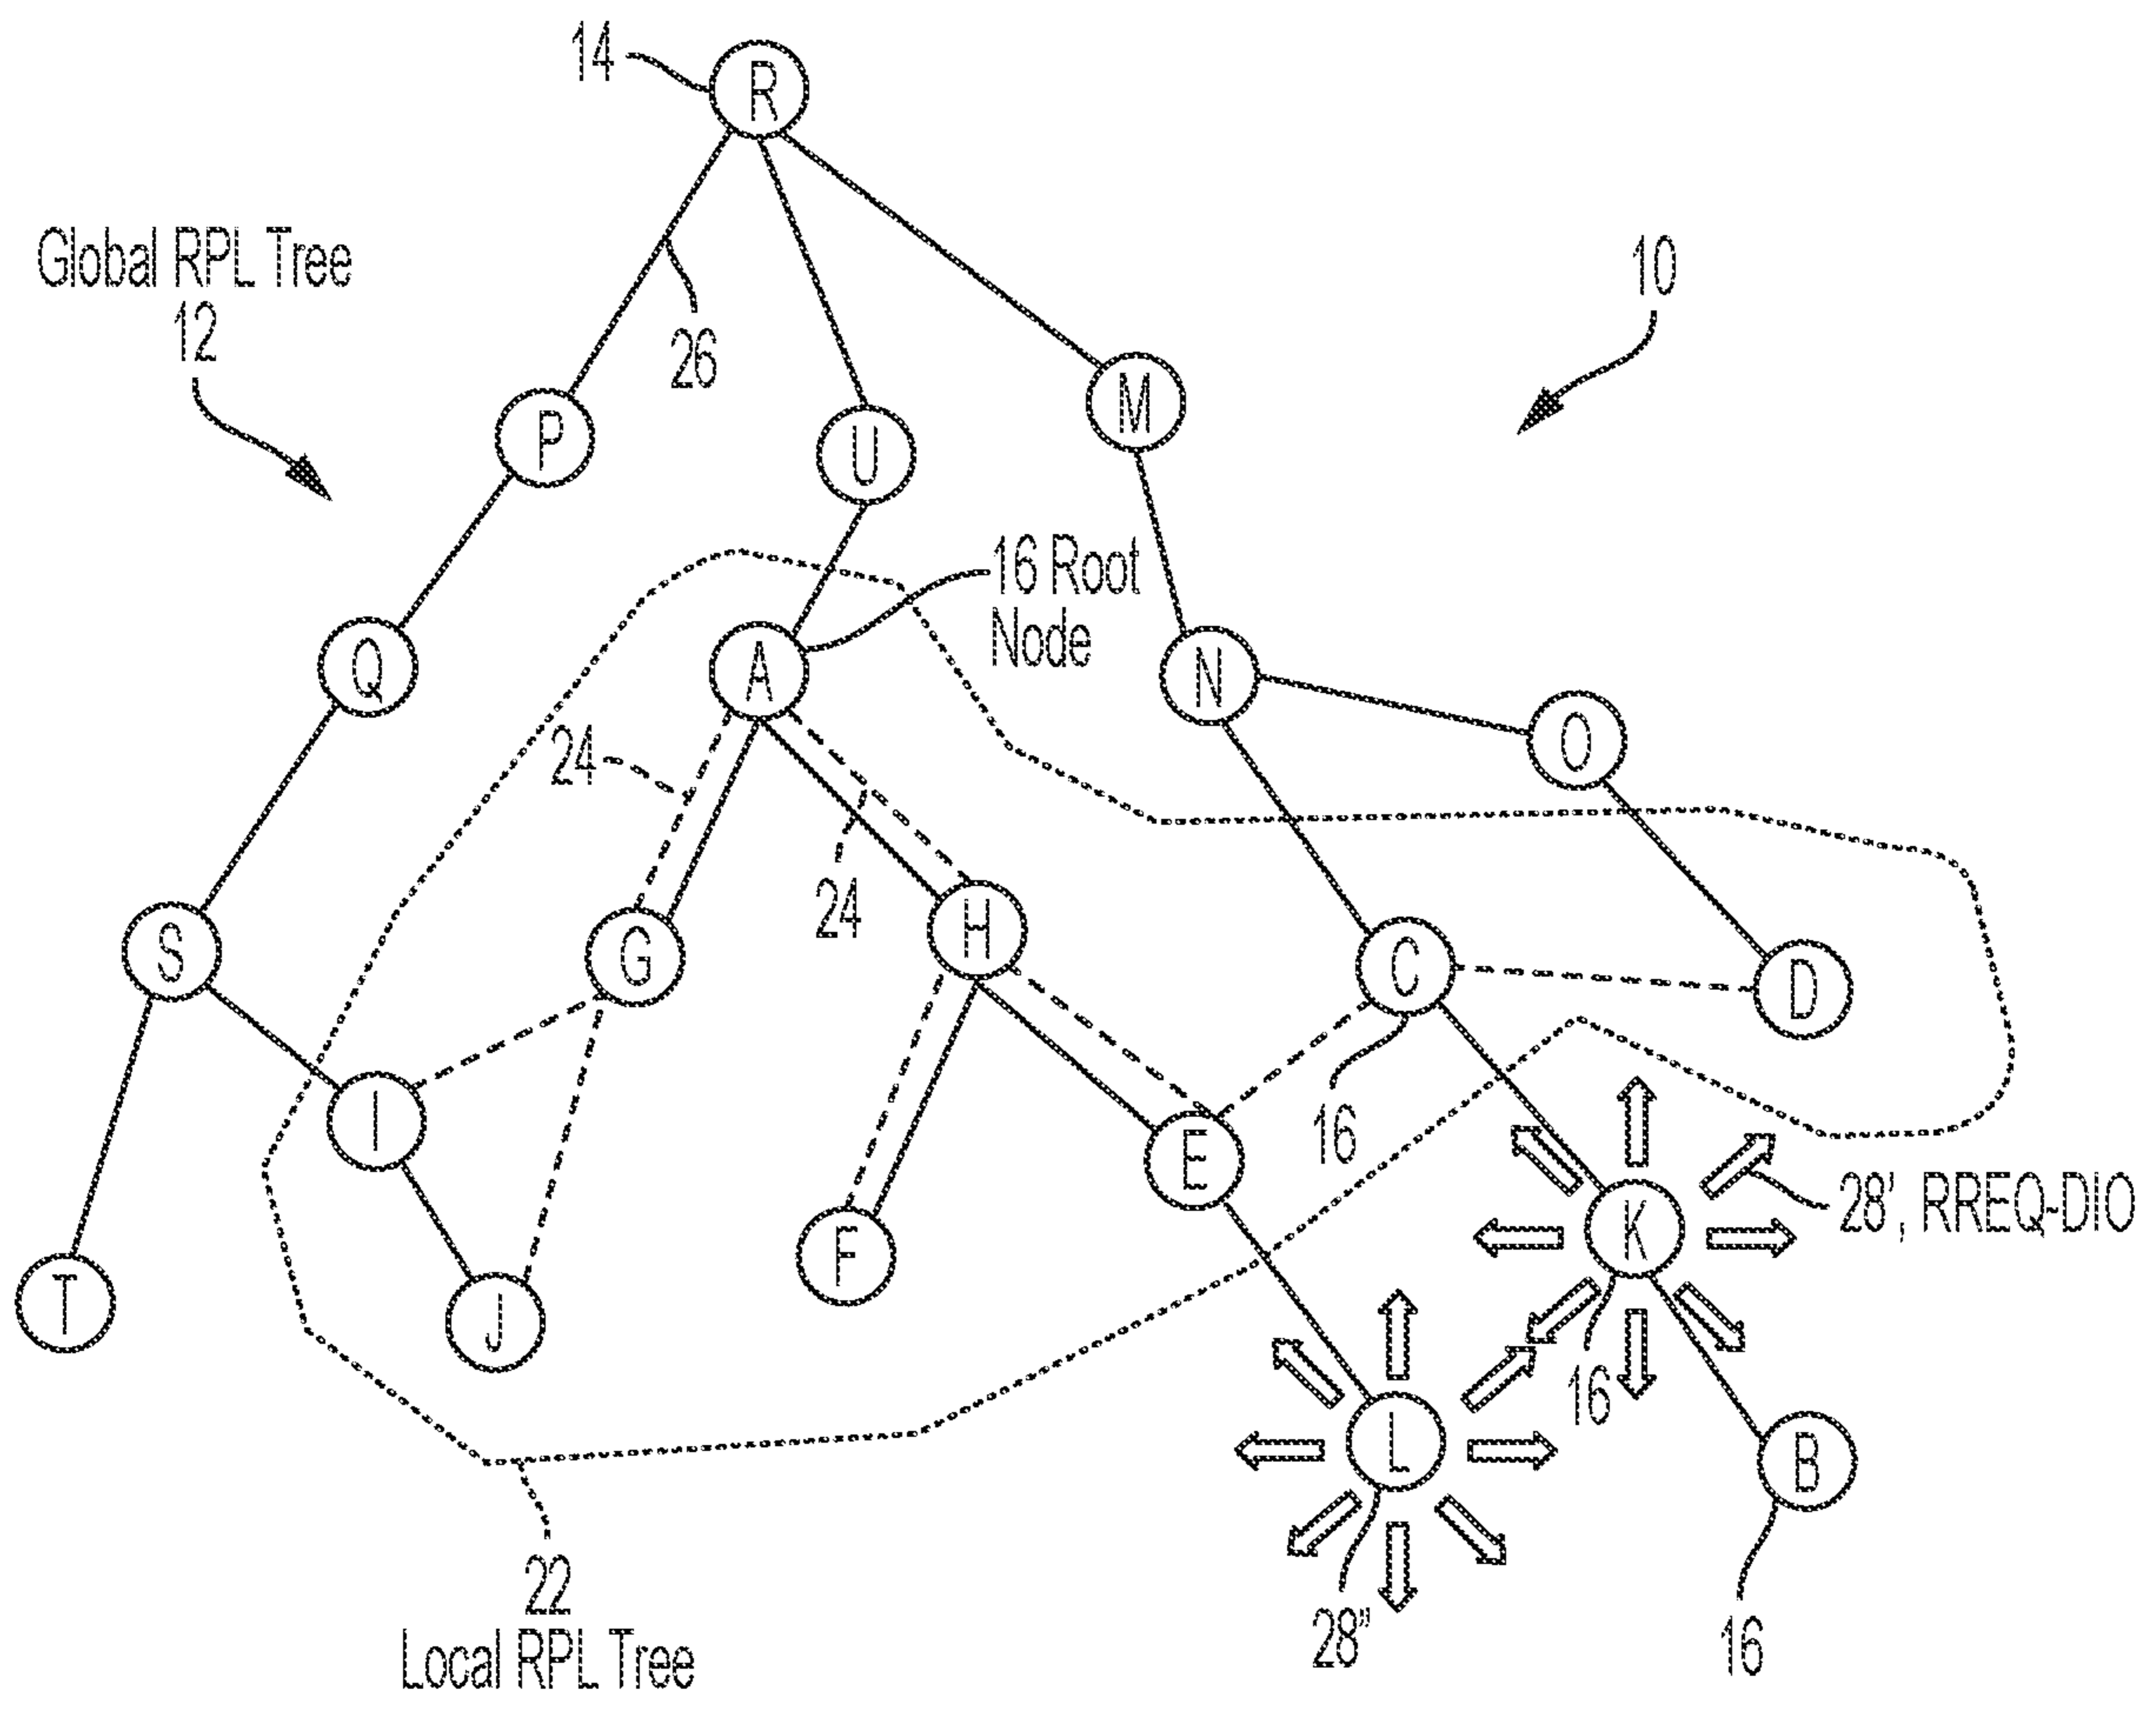 14
R
Global RPL Tree
12
10
26
P
U
M
16 Root
Node
Q
A
N
O
24
24
S
G
H
C
D
I
E
16
28', RREQ-DIO
K
T
J
F
16
L
B
22
Local RPL Tree
28"
16